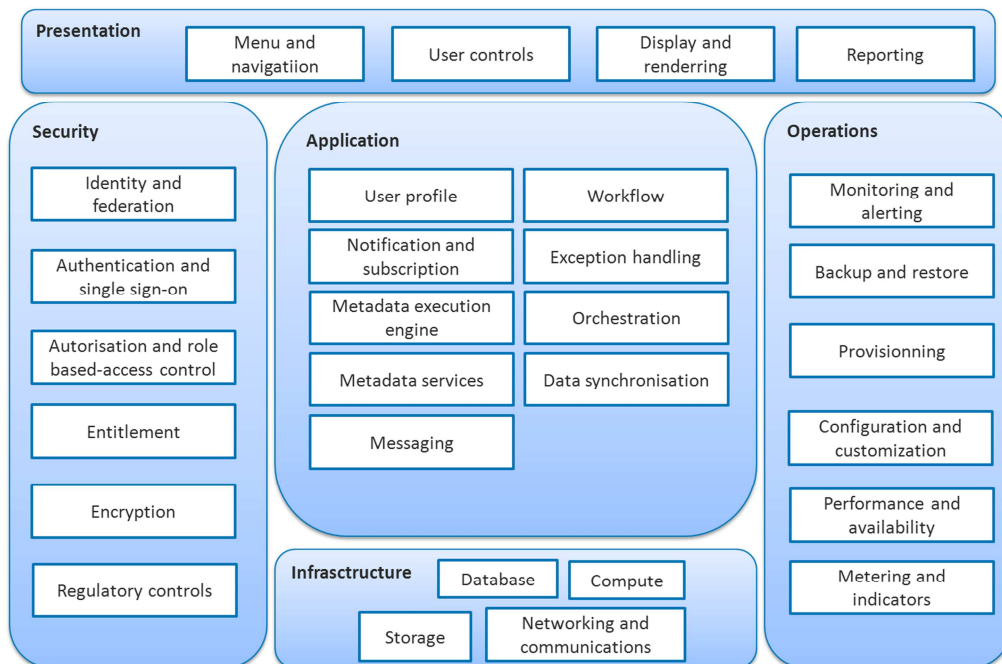 Presentation
Menu and
navigatiion
User controls
Display and
renderring
Reporting
Security
Identity and
federation
Authentication and
single sign-on
Autorisation and role
based-access control
Entitlement
Encryption
Regulatory controls
Application
User profile
Workflow
Notification and
subscription
Exception handling
Metadata execution
engine
Orchestration
Metadata services
Data synchronisation
Messaging
Infrasctructure
Database
Compute
Storage
Networking and
communications
Operations
Monitoring and
alerting
Backup and restore
Provisionning
Configuration and
customization
Performance and
availability
Metering and
indicators